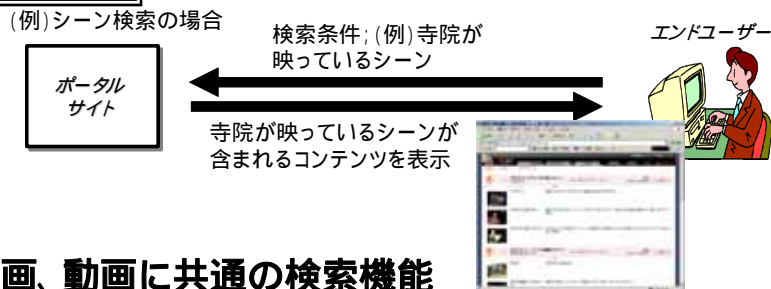 (例)シーン検索の場合
検索条件;(例)寺院が
映っているシーン
エンドユーザー
ポータル
サイト
寺院が映っているシーンが
含まれるコンテンツを表示
画、動画に共通の検索機能